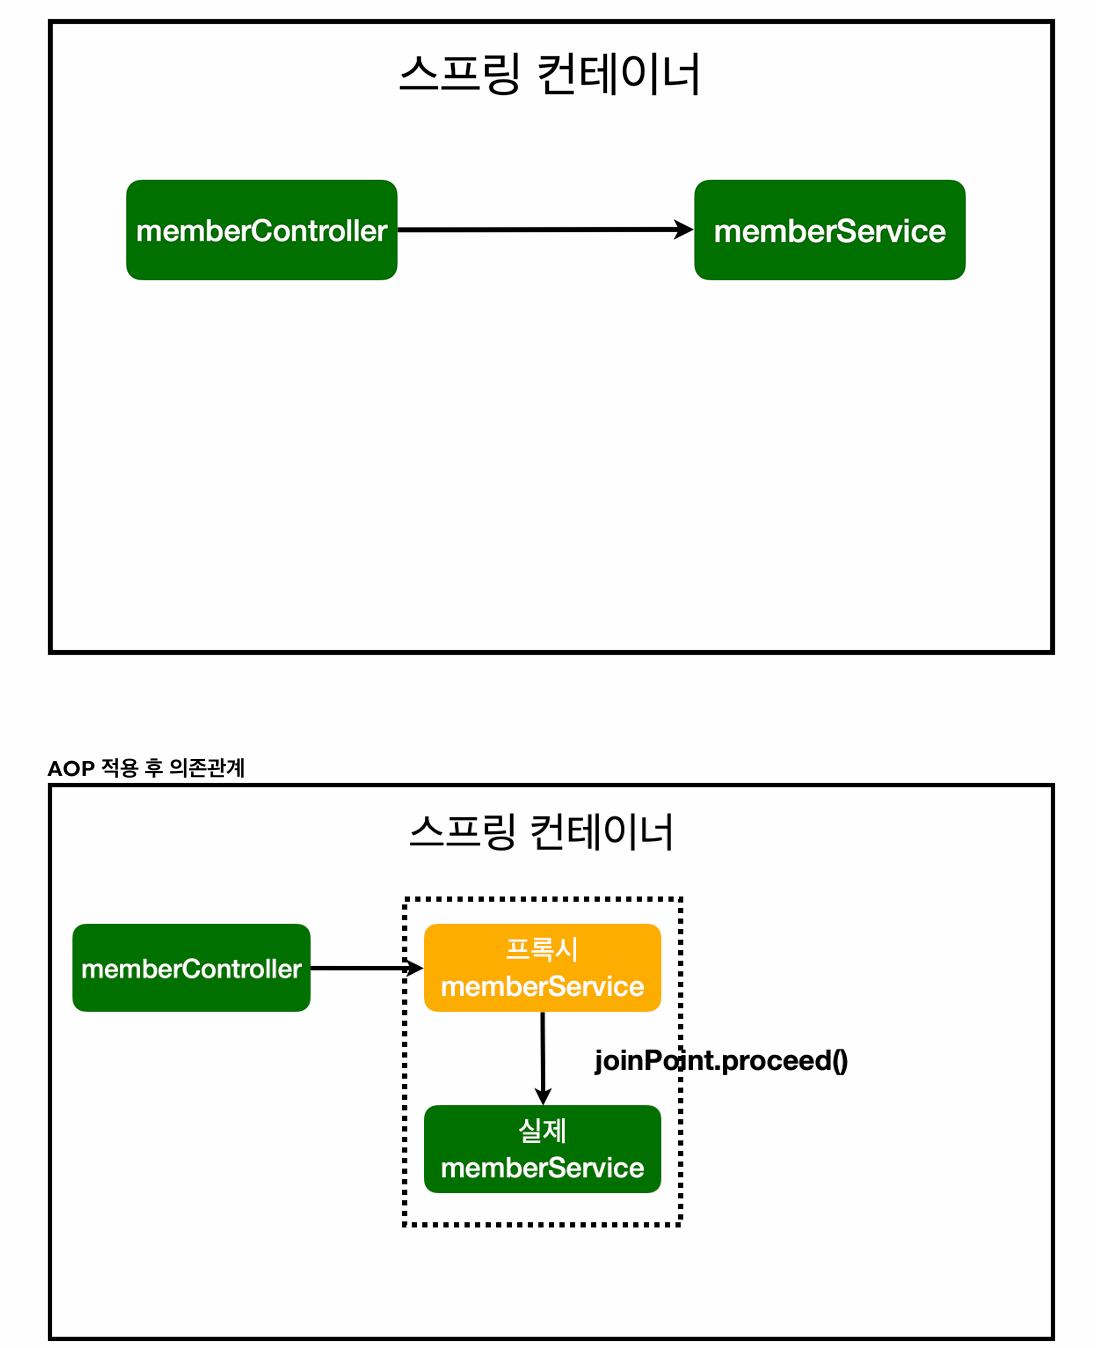 스프링 컨테이너
memberController
memberService
AOP 적용 후 의존관계
스프링 컨테이너
memberController
프록시
memberService
joinPoint.proceed()
실제
memberService